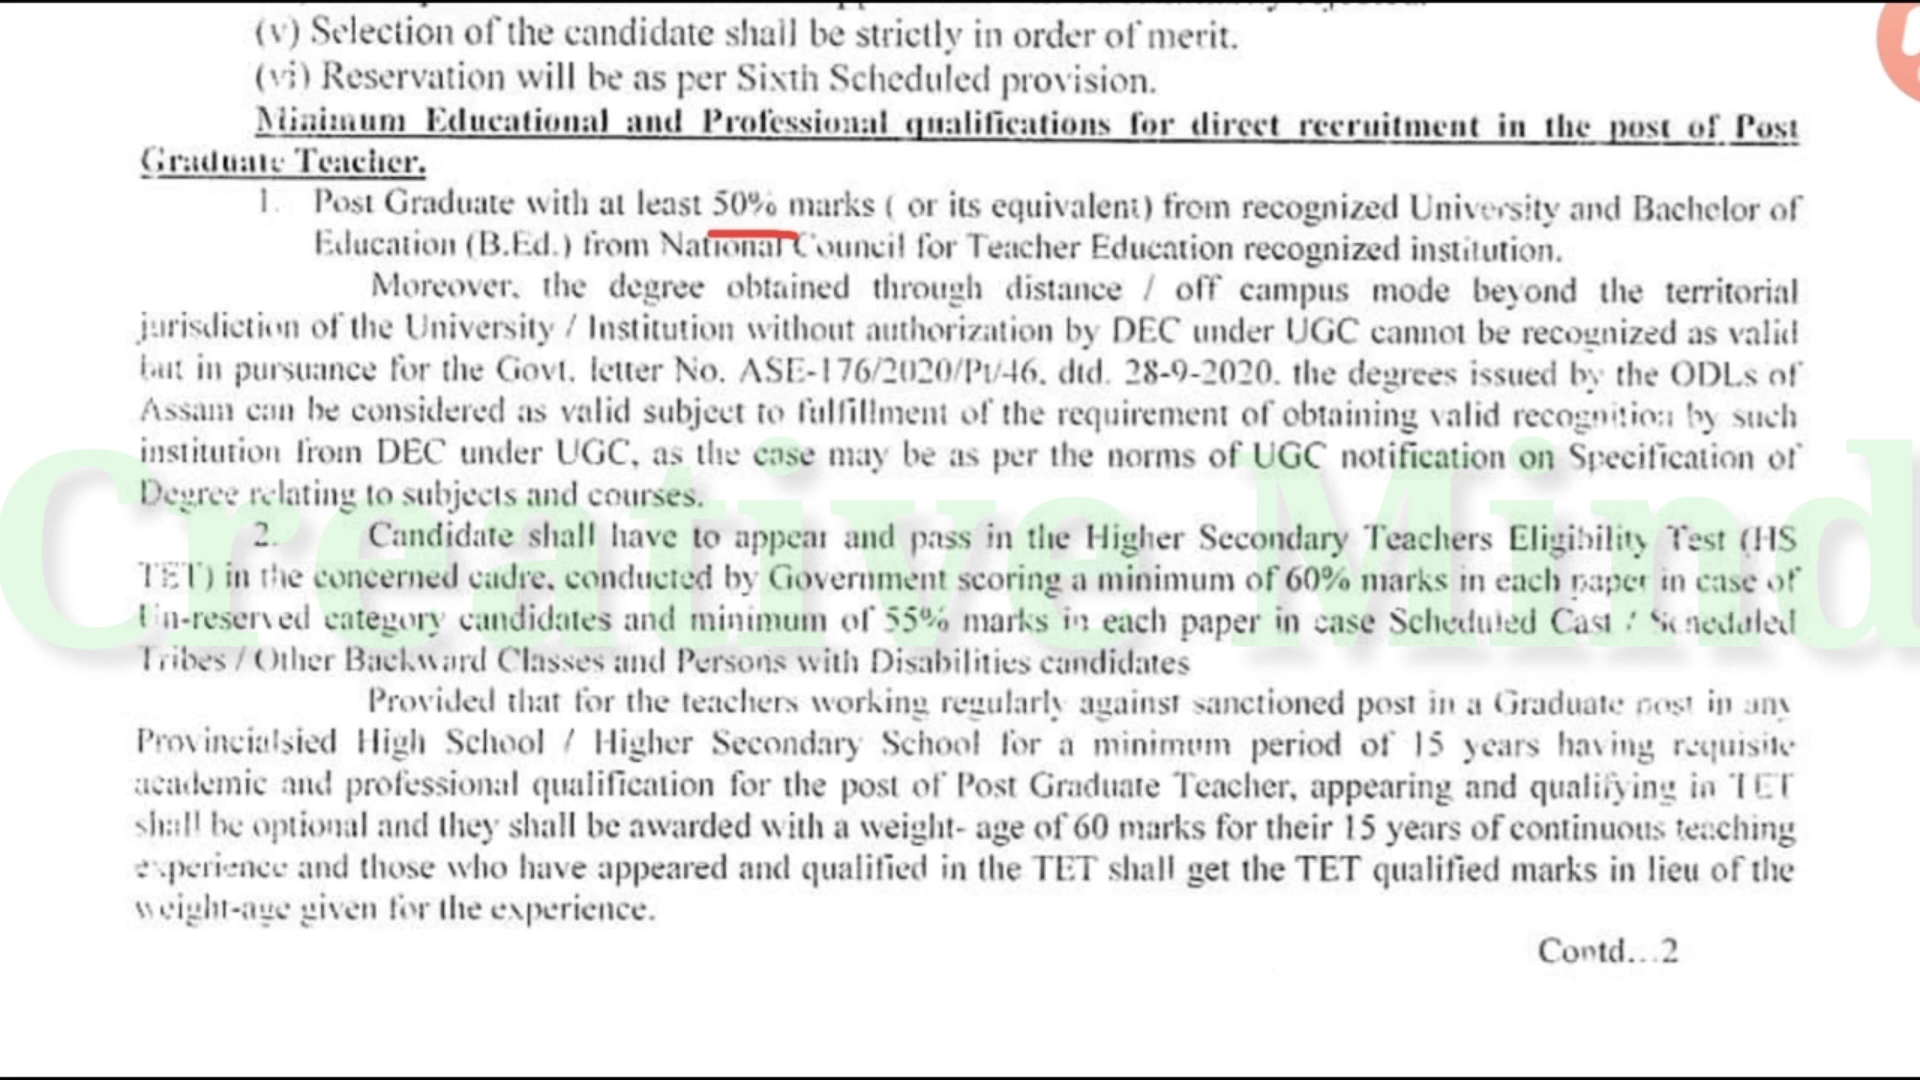 (v) Selection of the candidate shall be strictly in order of merit.
(vi) Reservation will be as per Sixth Scheduled provision.
Minimum Educational and Professional qualifications for direct recruitment in the post of Post
Graduate Teacher.
1. Post Graduate with at least 50% marks ( or its equivalent) from recognized University and Bachelor of
Education (B.Ed.) from National Council for Teacher Education recognized institution.
Moreover, the degree obtained through distance / off campus mode beyond the territorial
jurisdiction of the University / Institution without authorization by DEC under UGC cannot be recognized as valid
but in pursuance for the Govt. letter No. ASE-176/2020/Pt/46, dtd. 28-9-2020, the degrees issued by the ODLs of
Assam can be considered as valid subject to fulfillment of the requirement of obtaining valid recognition by such
institution from DEC under UGC, as the case may be as per the norms of UGC notification on Specification of
Degree relating to subjects and courses.
2. Candidate shall have to appear and pass in the Higher Secondary Teachers Eligibility Test (HS
TET) in the concerned cadre, conducted by Government scoring a minimum of 60% marks in each paper in case of
Un-reserved category candidates and minimum of 55% marks in each paper in case Scheduled Cast / Scheduled
Tribes / Other Backward Classes and Persons with Disabilities candidates
Provided that for the teachers working regularly against sanctioned post in a Graduate post in any
Provincialsied High School / Higher Secondary School for a minimum period of 15 years having requisite
academic and professional qualification for the post of Post Graduate Teacher, appearing and qualifying in TET
shall be optional and they shall be awarded with a weight- age of 60 marks for their 15 years of continuous teaching
experience and those who have appeared and qualified in the TET shall get the TET qualified marks in lieu of the
weight-age given for the experience.
Contd...2
Creative Mind